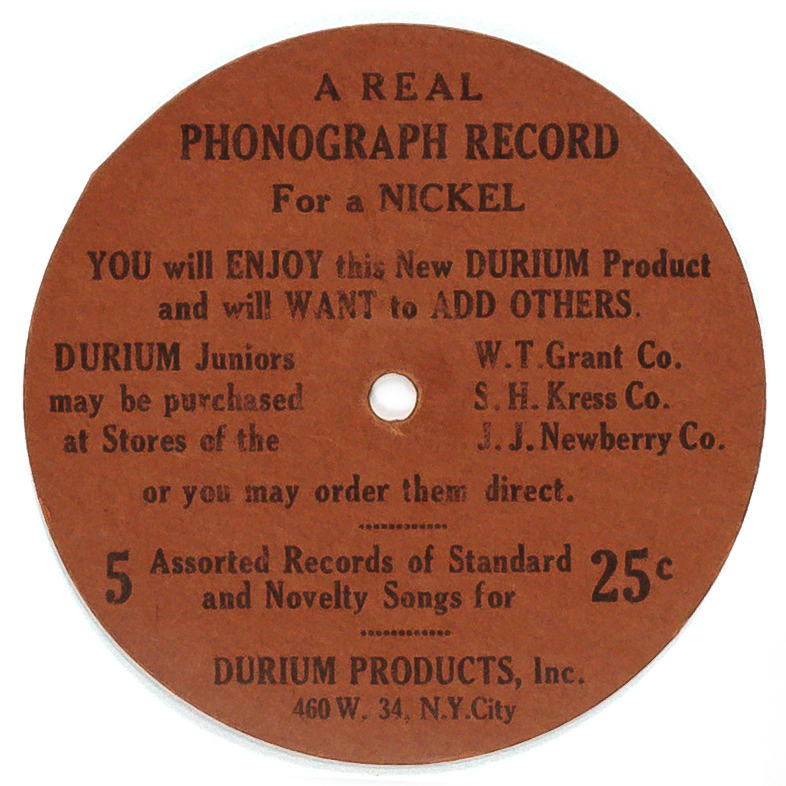 A REAL
PHONOGRAPH RECORD
For a NICKEL
YOU will ENJOY this New DURIUM Product
and will WANT to ADD OTHERS.
DURIUM Juniors
may be purchased
at Stores of the
W. T. Grant Co.
S. H. Kress Co.
J. J. Newberry Co.
or you may order them direct.
5 Assorted Records of Standard
and Novelty Songs for 25c
DURIUM PRODUCTS, Inc.
460 W. 34, N.Y.City